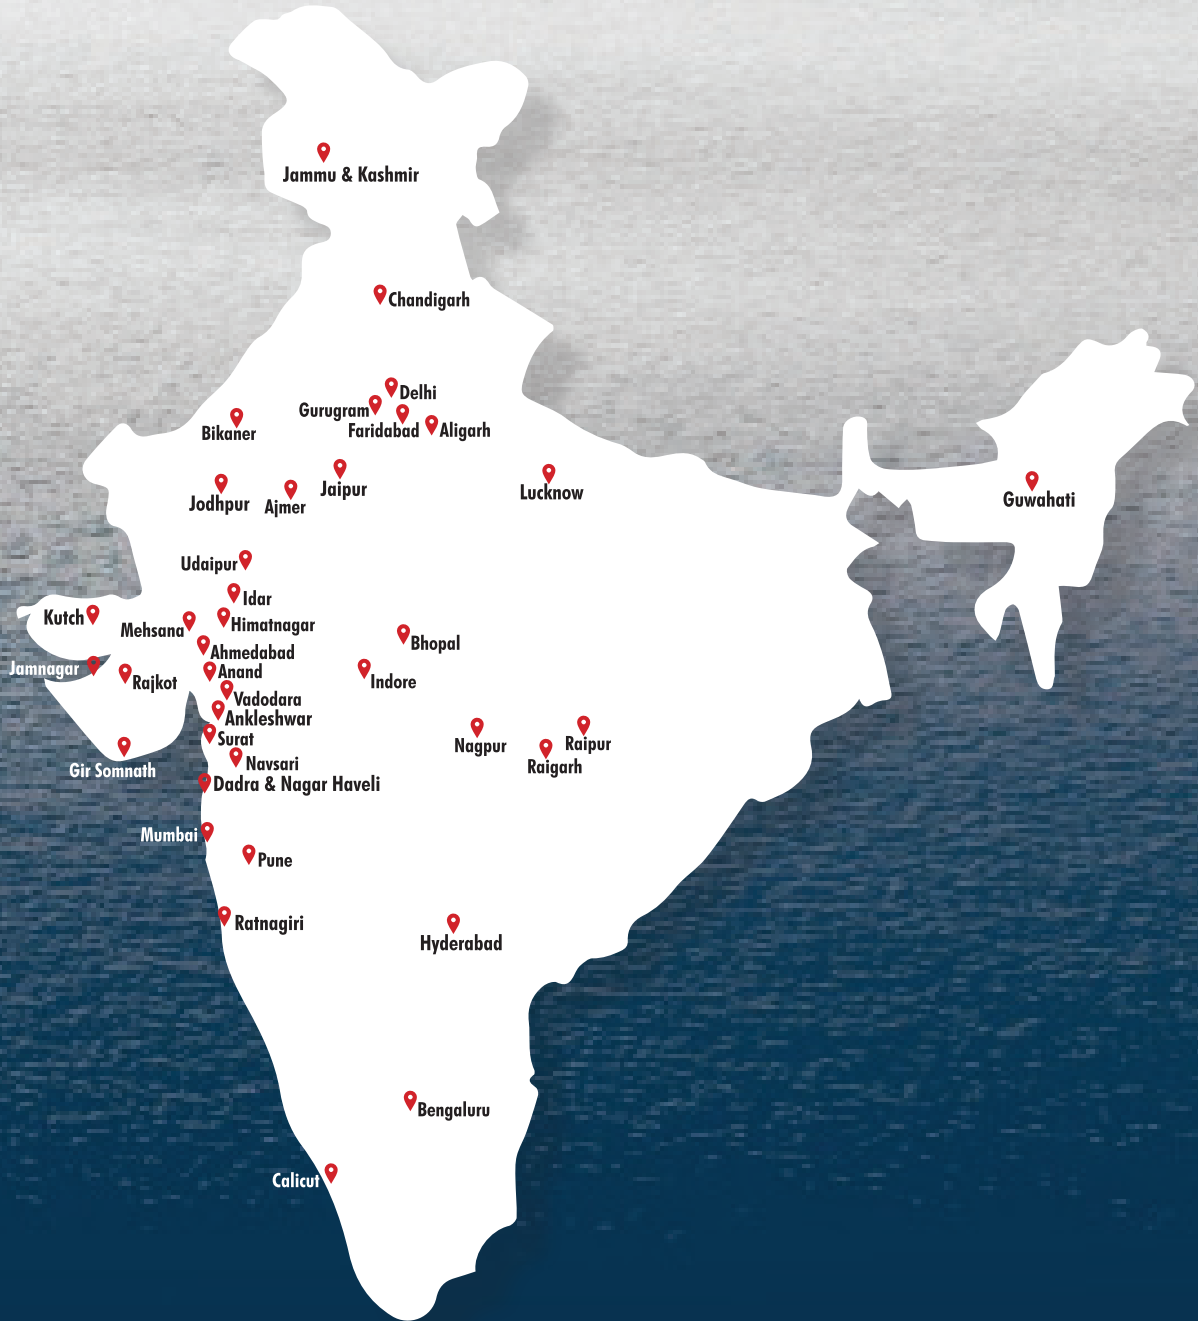 Jammu & Kashmir
Chandigarh
Delhi
Gurugram
Faridabad
Aligarh
Bikaner
Jaipur
Lucknow
Jodhpur
Ajmer
Guwahati
Udaipur
Idar
Kutch
Himatnagar
Mehsana
Bhopal
Ahmedabad
Jamnagar
Anand
Rajkot
Indore
Vadodara
Ankleshwar
Surat
Nagpur
Raipur
Navsari
Raigarh
Gir Somnath
Dadra & Nagar Haveli
Mumbai
Pune
Ratnagiri
Hyderabad
Bengaluru
Calicut